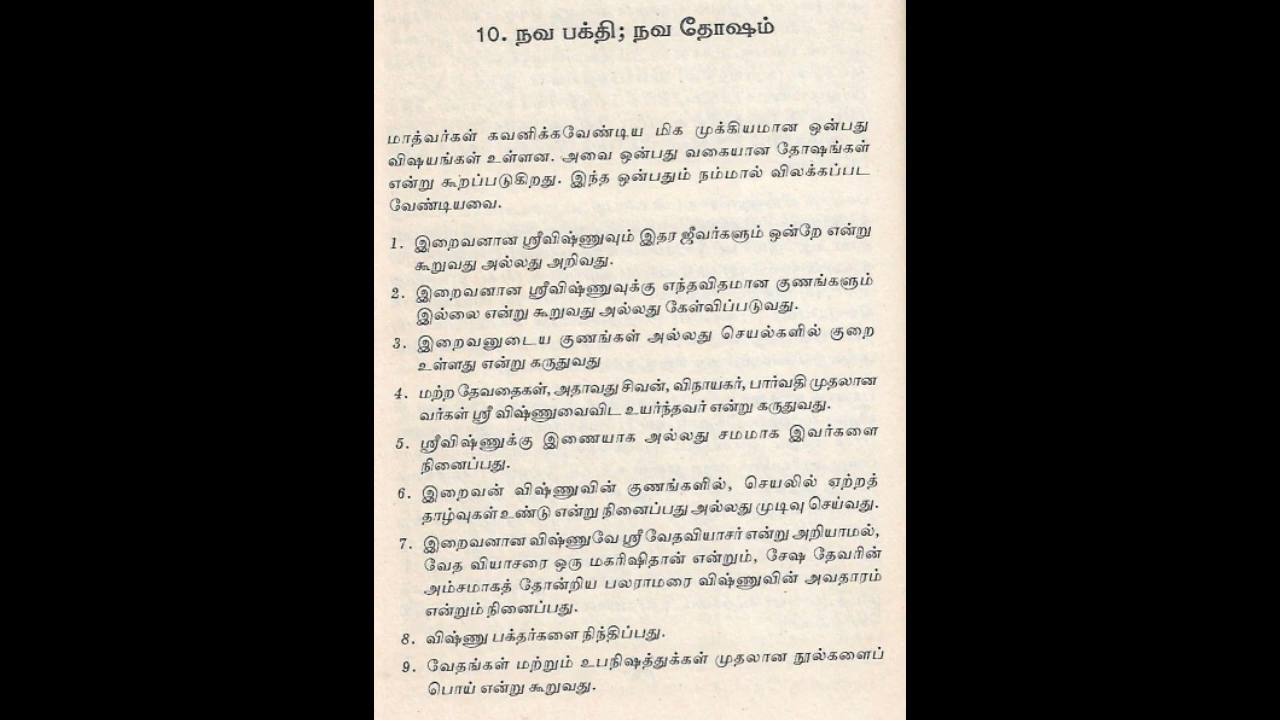 10. நவ பக்தி; நவ தோஷம்
மாத்வர்கள் கவனிக்கவேண்டிய மிக முக்கியமான ஒன்பது
விஷயங்கள் உள்ளன. அவை ஒன்பது வகையான தோஷங்கள்
என்று கூறப்படுகிறது. இந்த ஒன்பதும் நம்மால் விலக்கப்பட
வேண்டியவை.
1. இறைவனான ஸ்ரீவிஷ்ணுவும் இதர ஜீவர்களும் ஒன்றே என்று
கூறுவது அல்லது அறிவது.
2. இறைவனான ஸ்ரீவிஷ்ணுவுக்கு எந்தவிதமான குணங்களும்
இல்லை என்று கூறுவது அல்லது கேள்விப்படுவது.
3. இறைவனுடைய குணங்கள் அல்லது செயல்களில் குறை
உள்ளது என்று கருதுவது
4. மற்ற தேவதைகள், அதாவது சிவன், விநாயகர், பார்வதி முதலான
வர்கள் ஸ்ரீ விஷ்ணுவைவிட உயர்ந்தவர் என்று கருதுவது.
5. ஸ்ரீவிஷ்ணுக்கு இணையாக அல்லது சமமாக இவர்களை
நினைப்பது.
6. இறைவன் விஷ்ணுவின் குணங்களில், செயலில் ஏற்றத்
தாழ்வுகள் உண்டு என்று நினைப்பது அல்லது முடிவு செய்வது.
7. இறைவனான விஷ்ணுவே ஸ்ரீ வேதவியாசர் என்று அறியாமல்,
வேத வியாசரை ஒரு மகரிஷிதான் என்றும், சேஷ தேவரின்
அம்சமாகத் தோன்றிய பலராமரை விஷ்ணுவின் அவதாரம்
என்றும் நினைப்பது.
8. விஷ்ணு பக்தர்களை நிந்திப்பது.
9. வேதங்கள் மற்றும் உபநிஷத்துக்கள் முதலான நூல்களைப்
பொய் என்று கூறுவது.